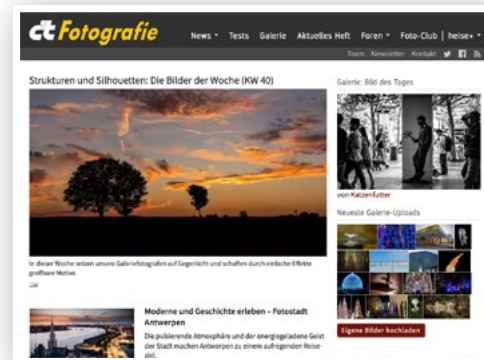 c't Fotografie
News Tests Galerie Aktuelles Heft Foren Foto-Club | heise+
Team Newsletter Kontakt
Strukturen und Silhouetten: Die Bilder der Woche (KW 40)
In dieser Woche setzen unsere Galeriefotografen auf Gegenlicht und schaffen durch einfache Effekte
greifbare Motive.
Moderne und Geschichte erleben – Fotostadt
Antwerpen
Die pulsierende Atmosphäre und der energiegeladene Geist
der Stadt machen Antwerpen zu einem aufregenden Reise-
ziel.
Galerie: Bild des Tages
von Katzenfutter
Neueste Galerie-Uploads
Eigene Bilder hochladen